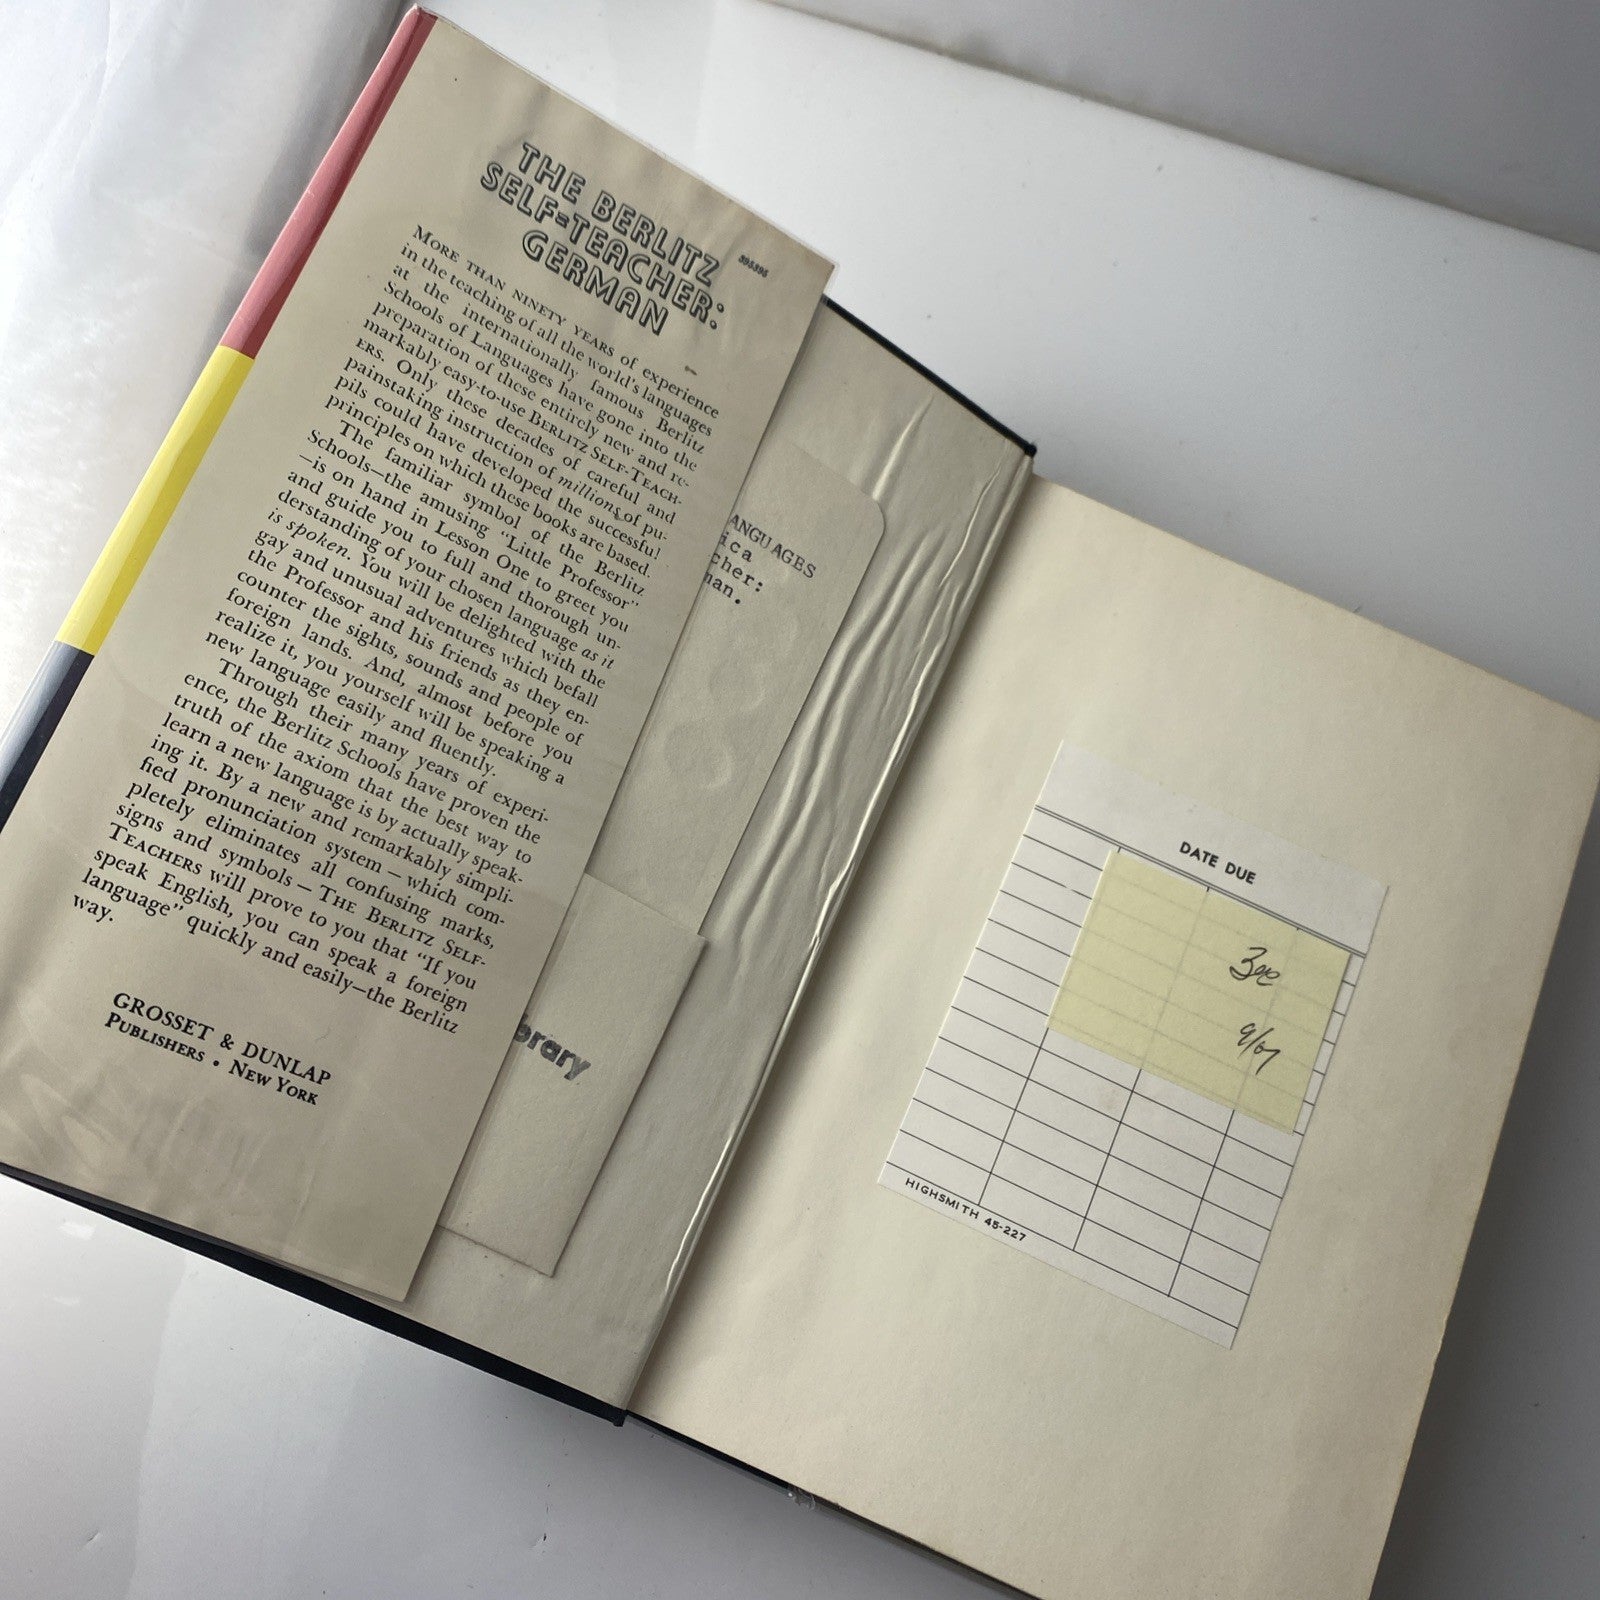 THE BERLITZ
SELF=TEACHER:
GERMAN
595395
MORE THAN NINETY YEARS of experience
in the teaching of all the world's languages
at the internationally famous Berlitz
Schools of Languages have gone into the
preparation of these entirely new and re-
markably easy-to-use BERLITZ SELF-TEACH-
ERS. Only these decades of careful and
painstaking instruction of millions of pu-
pils could have developed the successful
principles on which these books are based.
The familiar symbol of the Berlitz
Schools—the amusing "Little Professor"
—is on hand in Lesson One to greet you
and guide you to full and thorough un-
derstanding of your chosen language as it
is spoken. You will be delighted with the
gay and unusual adventures which befall
the Professor and his friends as they en-
counter the sights, sounds and people of
foreign lands. And, almost before you
realize it, you yourself will be speaking a
new language easily and fluently.
Through their many years of experi-
ence, the Berlitz Schools have proven the
truth of the axiom that the best way to
learn a new language is by actually speak-
ing it. By a new and remarkably simpli-
fied pronunciation system — which com-
pletely eliminates all confusing marks,
signs and symbols — THE BERLITZ SELF-
TEACHERS will prove to you that "If you
speak English, you can speak a foreign
language" quickly and easily—the Berlitz
way.
GROSSET & DUNLAP
PUBLISHERS • NEW YORK
ANGUAGES
ica
cher:
man.
brary
DATE DUE
9/07
HIGHSMITH 45-227